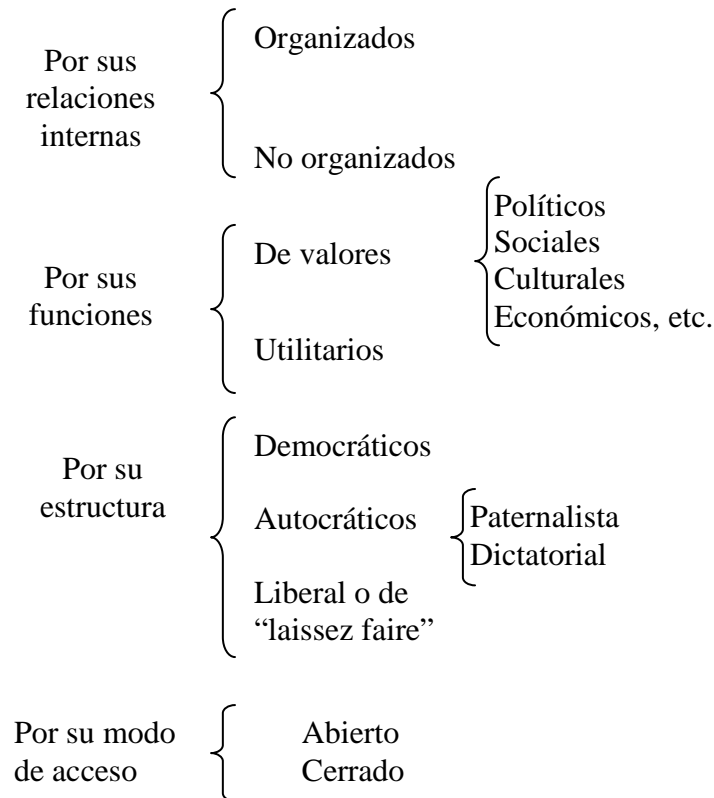 Por sus
relaciones
internas
Organizados
No organizados
Por sus
funciones
De valores
Políticos
Sociales
Culturales
Económicos, etc.
Utilitarios
Por su
estructura
Democráticos
Autocráticos
Paternalista
Dictatorial
Liberal o de
“laissez faire”
Por su modo
de acceso
Abierto
Cerrado